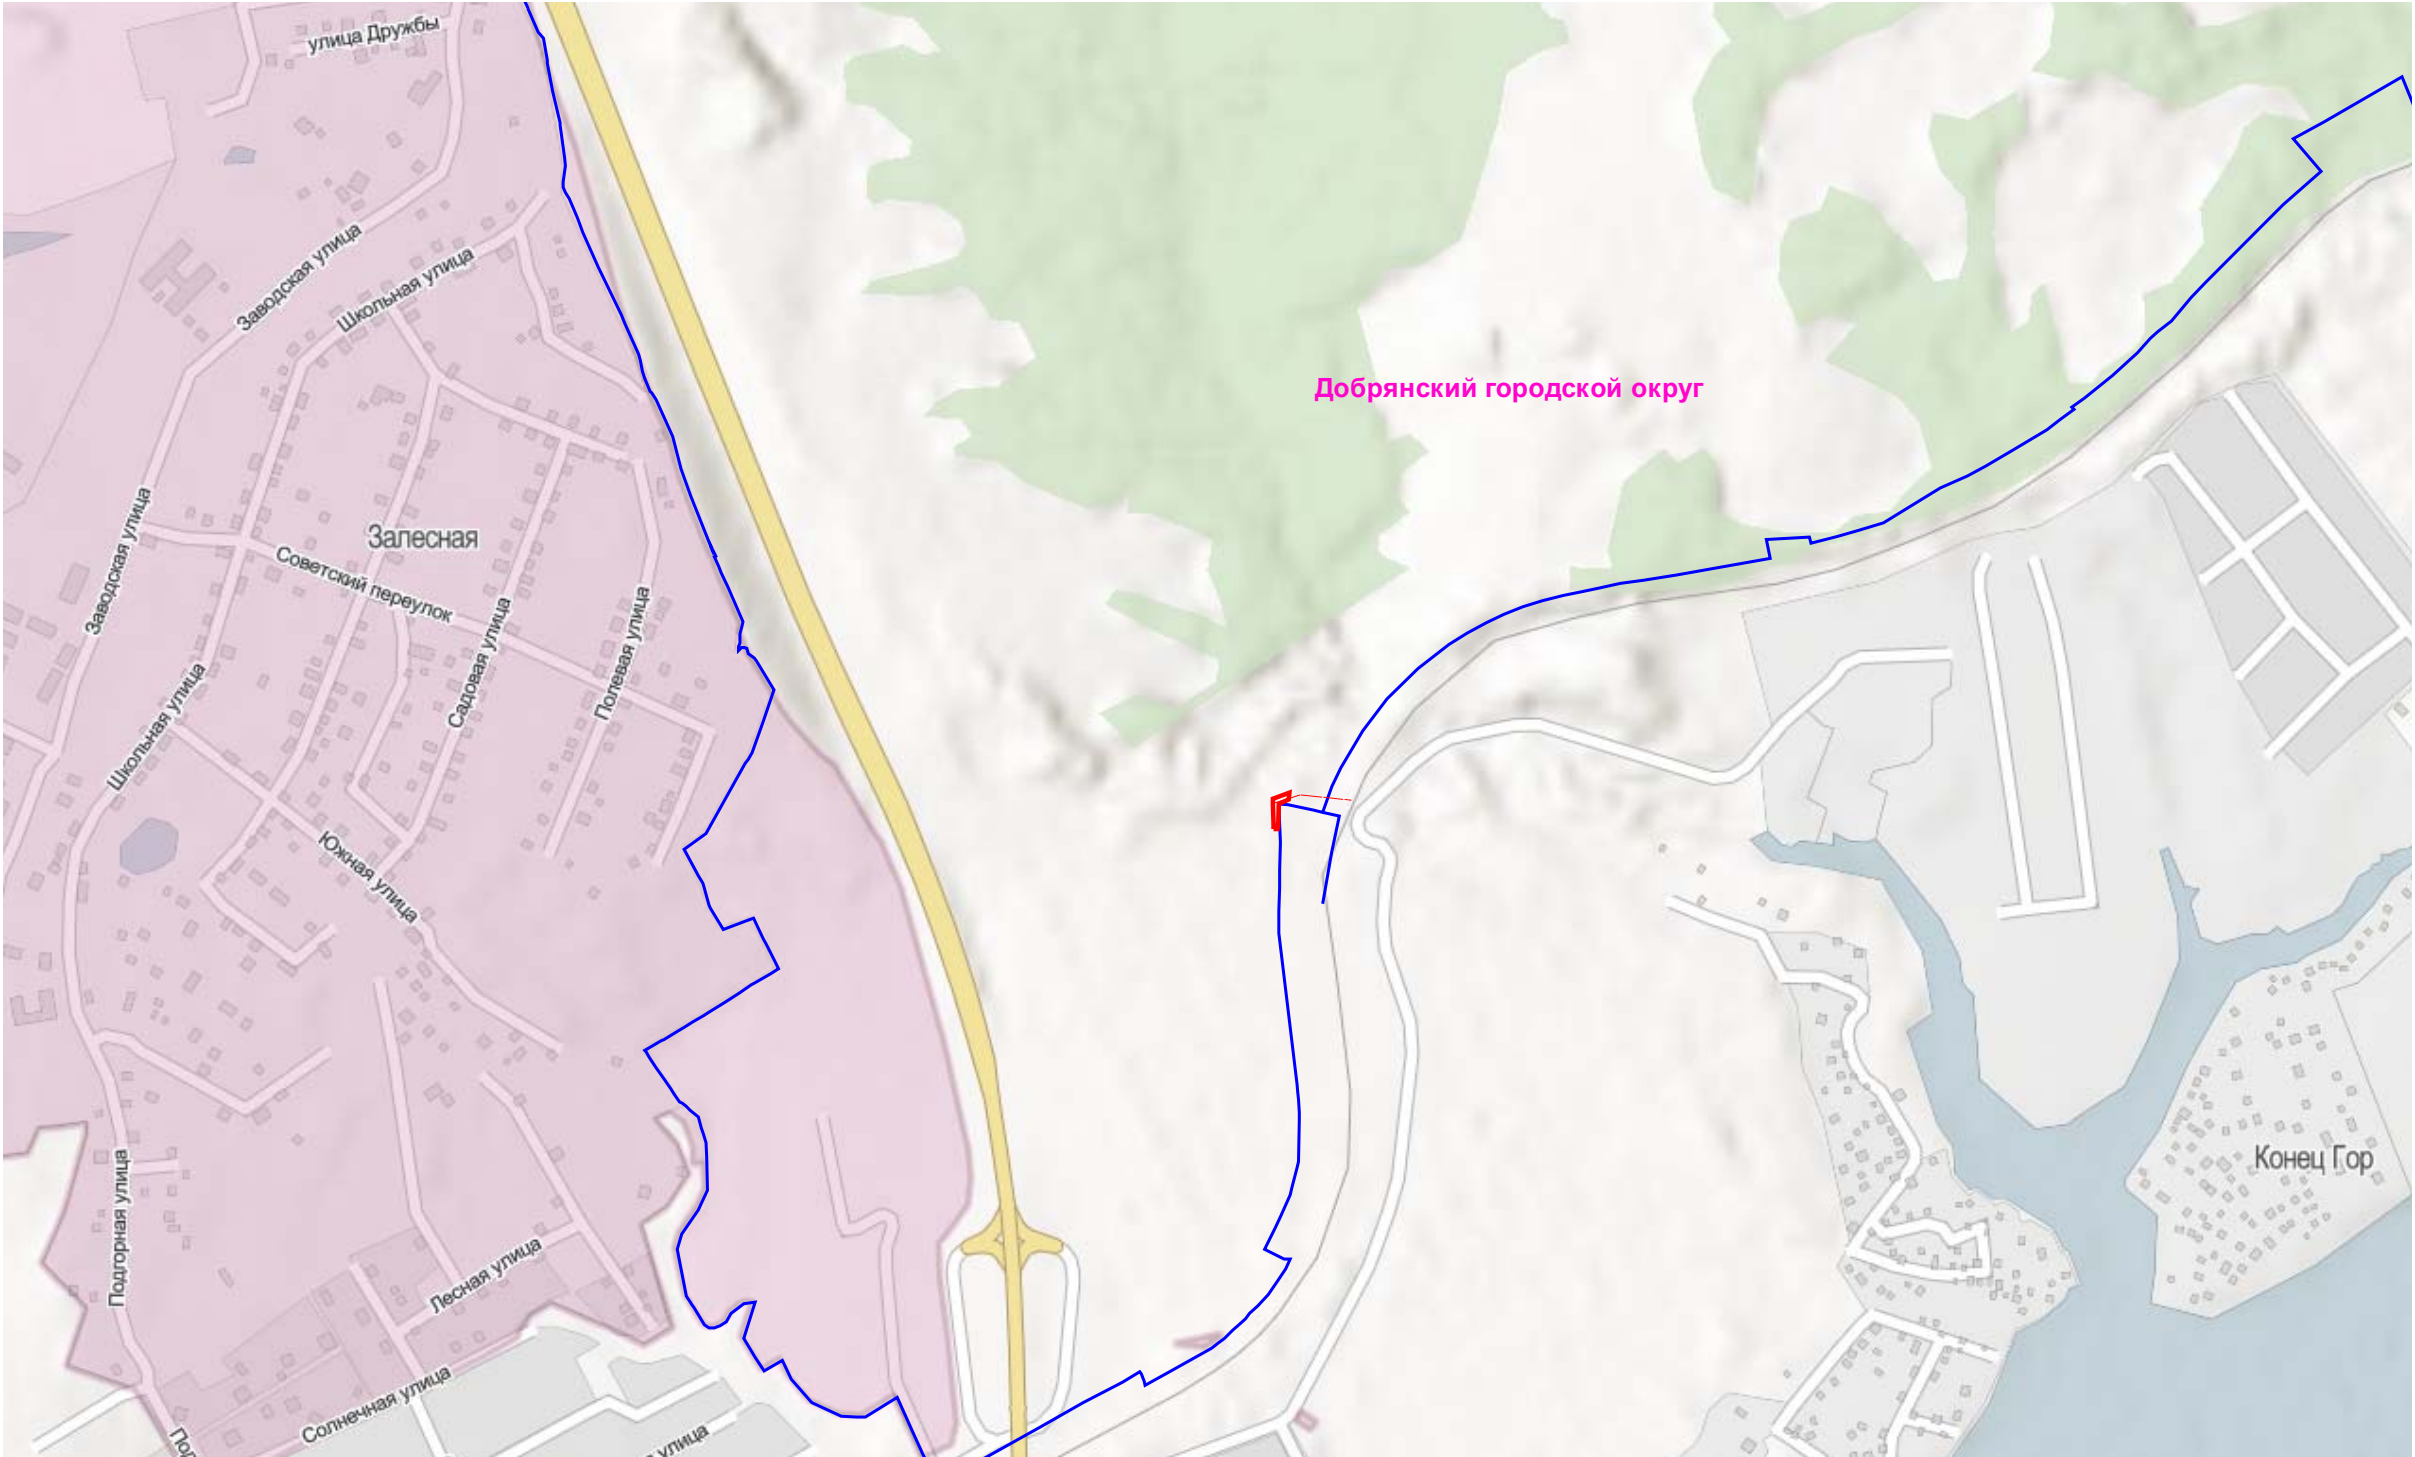 улица Дружбы
Заводская улица
Школьная улица
Добрянский городской округ
Заводская улица
Залесная
Советский переулок
Садовая улица
Полевая улица
Школьная улица
Южная улица
Подгорная улица
Лесная улица
Конец Гор
Солнечная улица
улица